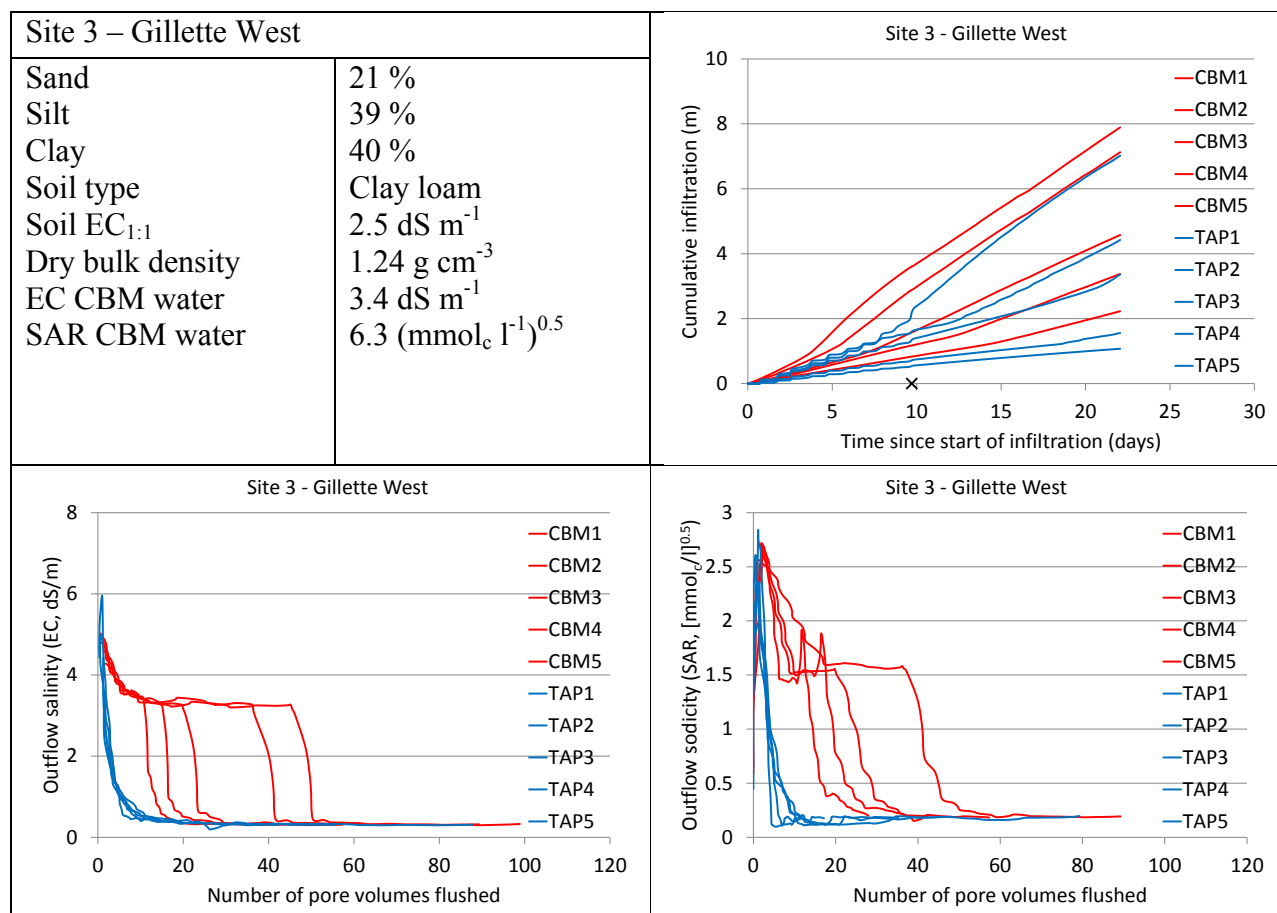 Site 3 – Gillette West
Sand 21 %
Silt 39 %
Clay 40 %
Soil type Clay loam
Soil EC1:1 2.5 dS m-1
Dry bulk density 1.24 g cm-3
EC CBM water 3.4 dS m-1
SAR CBM water 6.3 (mmolc l-1)0.5
Site 3 - Gillette West
Cumulative infiltration (m)
10
8
6
4
2
0
0 5 10 15 20 25 30
Time since start of infiltration (days)
CBM1
CBM2
CBM3
CBM4
CBM5
TAP1
TAP2
TAP3
TAP4
TAP5
Site 3 - Gillette West
Outflow salinity (EC, dS/m)
8
6
4
2
0
0 20 40 60 80 100 120
Number of pore volumes flushed
CBM1
CBM2
CBM3
CBM4
CBM5
TAP1
TAP2
TAP3
TAP4
TAP5
Site 3 - Gillette West
Outflow sodicity (SAR, [mmolc/l]0.5)
3
2.5
2
1.5
1
0.5
0
0 20 40 60 80 100 120
Number of pore volumes flushed
CBM1
CBM2
CBM3
CBM4
CBM5
TAP1
TAP2
TAP3
TAP4
TAP5